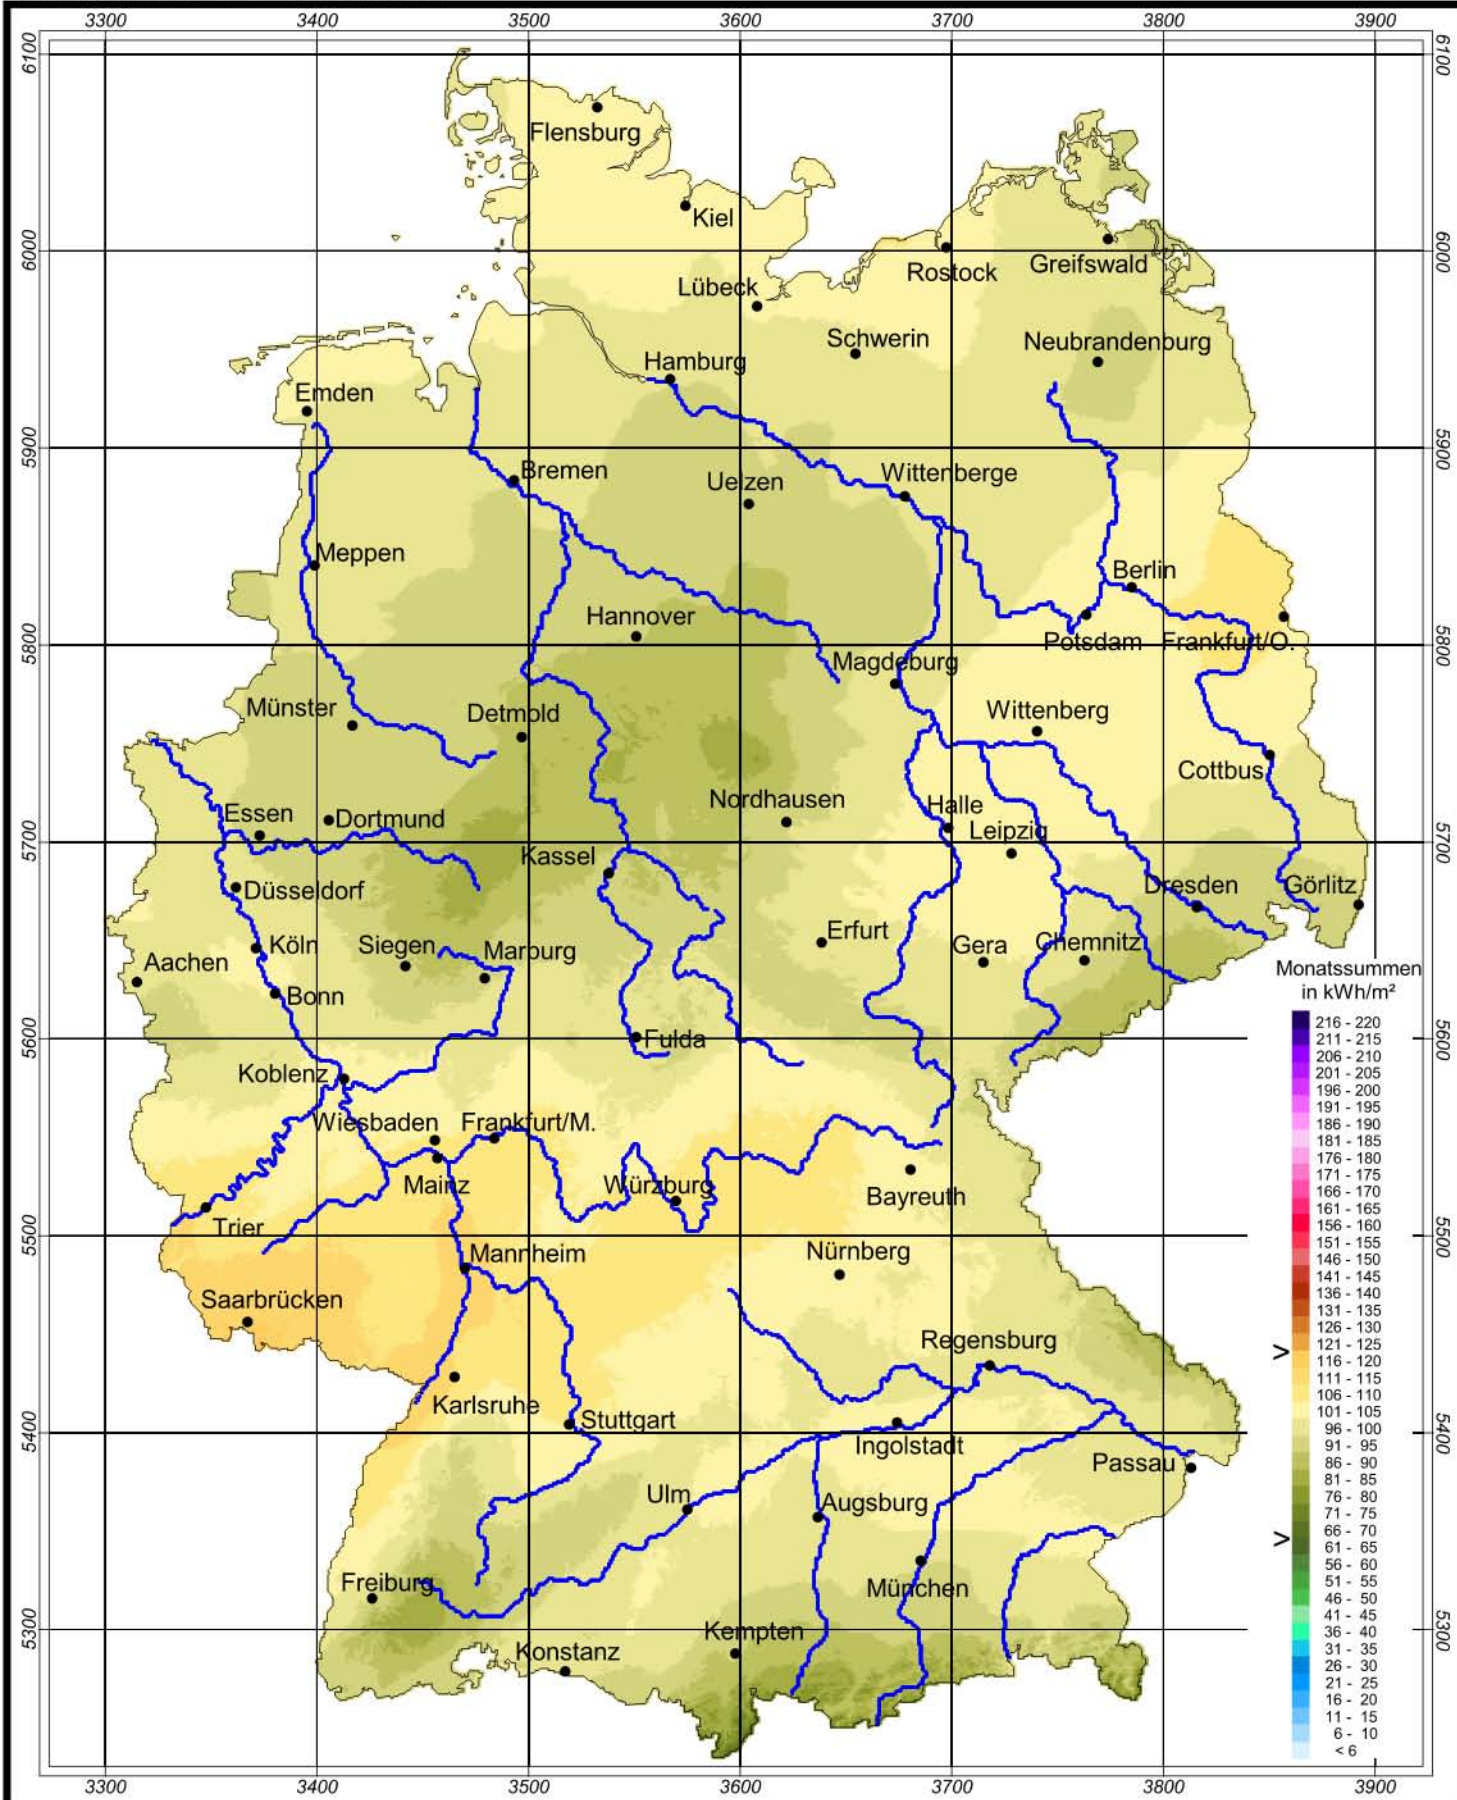 3300 3400 3500 3600 3700 3800 3900
6100 6100
Flensburg
Kiel
6000 6000
Rostock
Greifswald
Lübeck
Schwerin
Neubrandenburg
Hamburg
Emden
5900 5900
Bremen
Uelzen
Wittenberge
Meppen
Berlin
Hannover
5800 5800
Potsdam
Frankfurt/O.
Magdeburg
Münster
Detmold
Wittenberg
Cottbus
Nordhausen
Halle
Essen
Dortmund
Leipzig
5700 5700
Kassel
Düsseldorf
Dresden
Görlitz
Erfurt
Köln
Siegen
Marburg
Gera
Chemnitz
Aachen
Bonn
5600 5600
Fulda
Koblenz
Wiesbaden
Frankfurt/M.
Mainz
Würzburg
Bayreuth
Trier
5500 5500
Mannheim
Nürnberg
Saarbrücken
Regensburg
Karlsruhe
Stuttgart
5400 5400
Ingolstadt
Passau
Ulm
Augsburg
Freiburg
München
5300 5300
Kempten
Konstanz
Monatssummen
in kWh/m²
216 - 220
211 - 215
206 - 210
201 - 205
196 - 200
191 - 195
186 - 190
181 - 185
176 - 180
171 - 175
166 - 170
161 - 165
156 - 160
151 - 155
146 - 150
141 - 145
136 - 140
131 - 135
126 - 130
> 121 - 125
116 - 120
111 - 115
106 - 110
101 - 105
96 - 100
91 - 95
86 - 90
81 - 85
76 - 80
71 - 75
> 66 - 70
61 - 65
56 - 60
51 - 55
46 - 50
41 - 45
36 - 40
31 - 35
26 - 30
21 - 25
16 - 20
11 - 15
6 - 10
< 6
3300 3400 3500 3600 3700 3800 3900